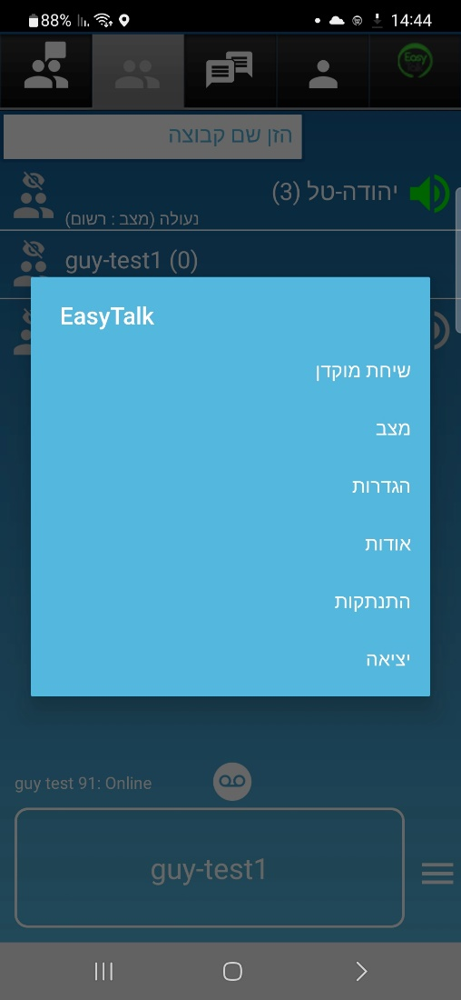 88%
14:44
Easy
הזן שם קבוצה
יהודה-טל (3)
נעולה (מצב : רשום)
guy-test1 (0)
EasyTalk
שיחת מוקדן
מצב
הגדרות
אודות
התנתקות
יציאה
guy test 91: Online
guy-test1